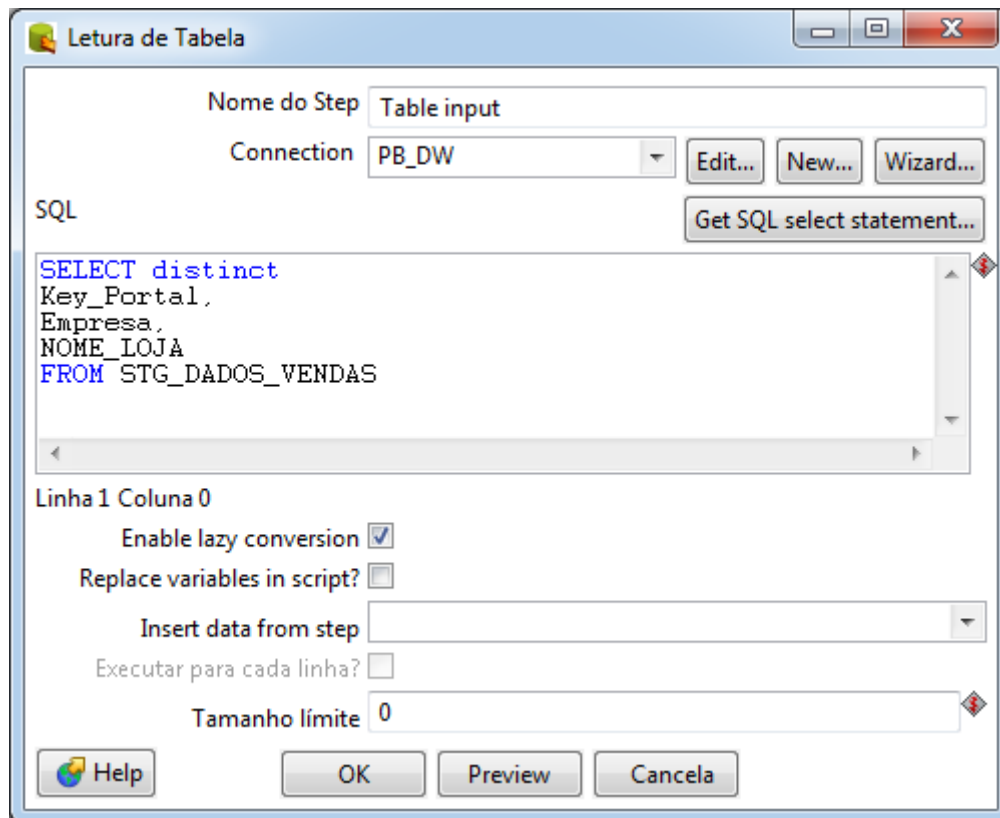 Letura de Tabela
Nome do Step Table input
Connection PB_DW Edit... New... Wizard...
SQL Get SQL select statement...
SELECT distinct
Key_Portal,
Empresa,
NOME_LOJA
FROM STG_DADOS_VENDAS
Linha 1 Coluna 0
Enable lazy conversion
Replace variables in script?
Insert data from step
Executar para cada linha?
Tamanho límite 0
Help OK Preview Cancela